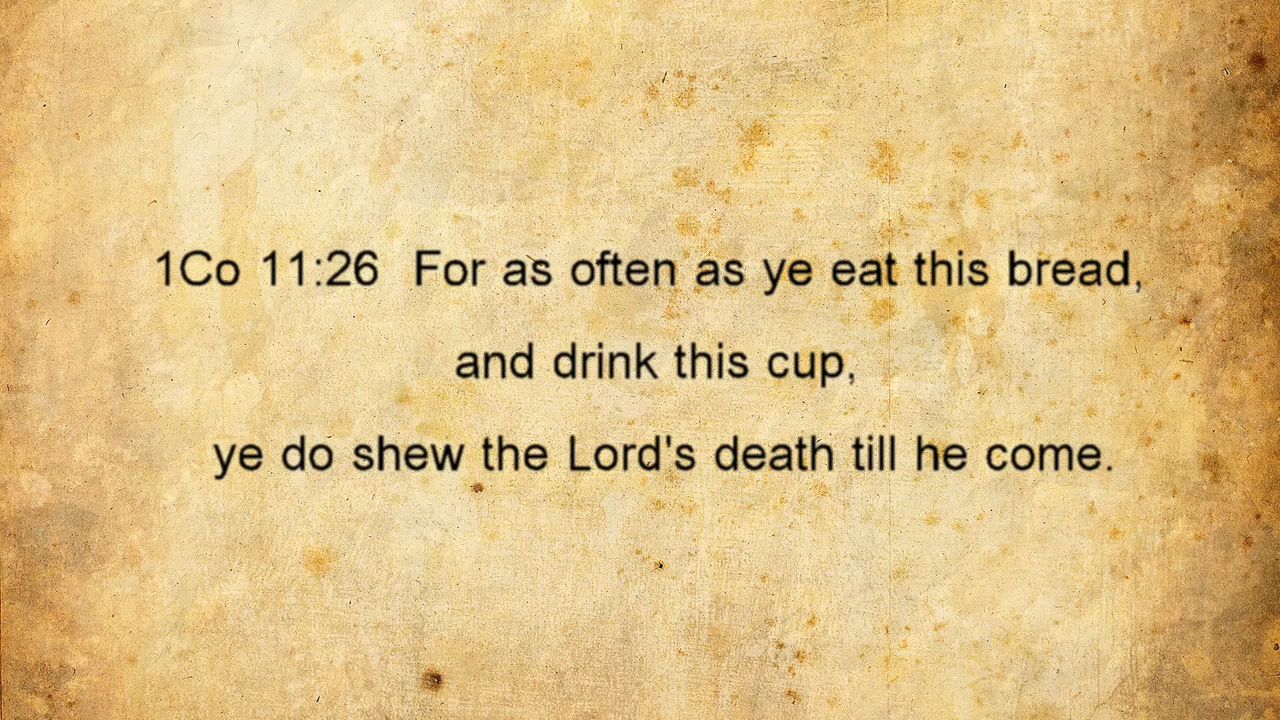 1Co 11:26  For as often as ye eat this bread,
and drink this cup,
ye do shew the Lord's death till he come.